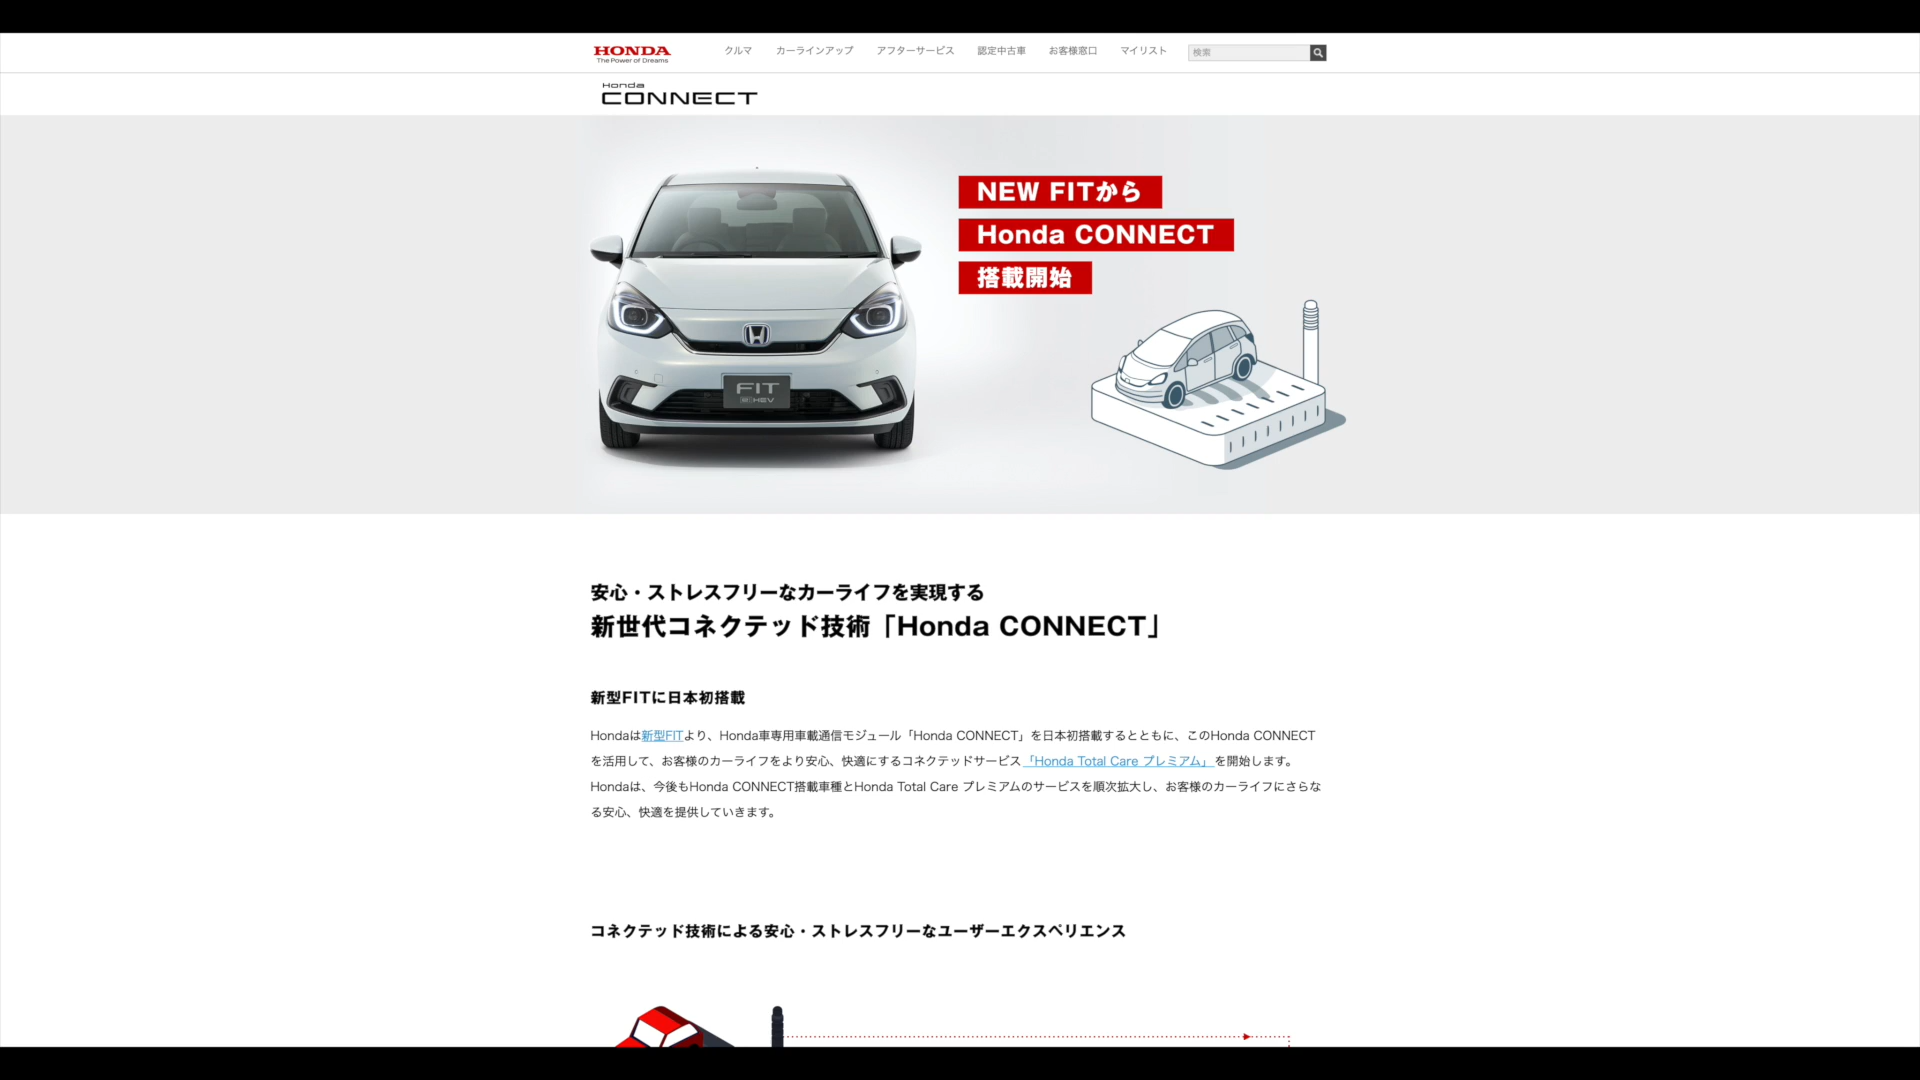 HONDA
The Power of Dreams
クルマ
カーラインアップ
アフターサービス
認定中古車
お客様窓口
マイリスト
検索
Honda
CONNECT
NEW FITから
Honda CONNECT
搭載開始
FIT
e:HEV
安心・ストレスフリーなカーライフを実現する
新世代コネクテッド技術「Honda CONNECT」
新型FITに日本初搭載
Hondaは新型FITより、Honda車専用車載通信モジュール「Honda CONNECT」を日本初搭載するとともに、このHonda CONNECT
を活用して、お客様のカーライフをより安心、快適にするコネクテッドサービス「Honda Total Care プレミアム」を開始します。
Hondaは、今後もHonda CONNECT搭載車種とHonda Total Care プレミアムのサービスを順次拡大し、お客様のカーライフにさらな
る安心、快適を提供していきます。
コネクテッド技術による安心・ストレスフリーなユーザーエクスペリエンス